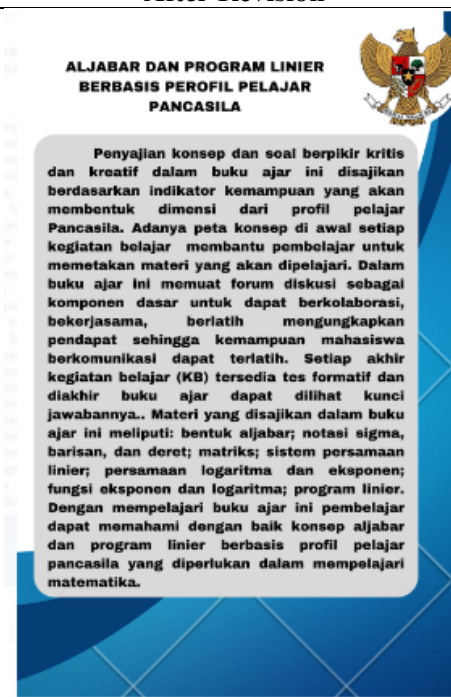 After Revision
ALJABAR DAN PROGRAM LINIER
BERBASIS PEROFIL PELAJAR
PANCASILA
Penyajian konsep dan soal berpikir kritis
dan kreatif dalam buku ajar ini disajikan
berdasarkan indikator kemampuan yang akan
membentuk dimensi dari profil pelajar
Pancasila. Adanya peta konsep di awal setiap
kegiatan belajar membantu pembelajar untuk
memetakan materi yang akan dipelajari. Dalam
buku ajar ini memuat forum diskusi sebagai
komponen dasar untuk dapat berkolaborasi,
bekerjasama, berlatih mengungkapkan
pendapat sehingga kemampuan mahasiswa
berkomunikasi dapat terlatih. Setiap akhir
kegiatan belajar (KB) tersedia tes formatif dan
diakhir buku ajar dapat dilihat kunci
jawabannya.. Materi yang disajikan dalam buku
ajar ini meliputi: bentuk aljabar; notasi sigma,
barisan, dan deret; matriks; sistem persamaan
linier; persamaan logaritma dan eksponen;
fungsi eksponen dan logaritma; program linier.
Dengan mempelajari buku ajar ini pembelajar
dapat memahami dengan baik konsep aljabar
dan program linier berbasis profil pelajar
pancasila yang diperlukan dalam mempelajari
matematika.